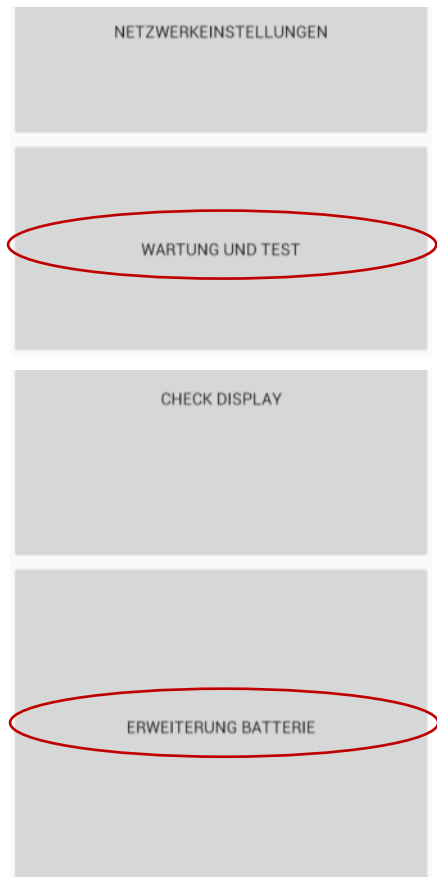 NETZWERKEINSTELLUNGEN
WARTUNG UND TEST
CHECK DISPLAY
ERWEITERUNG BATTERIE